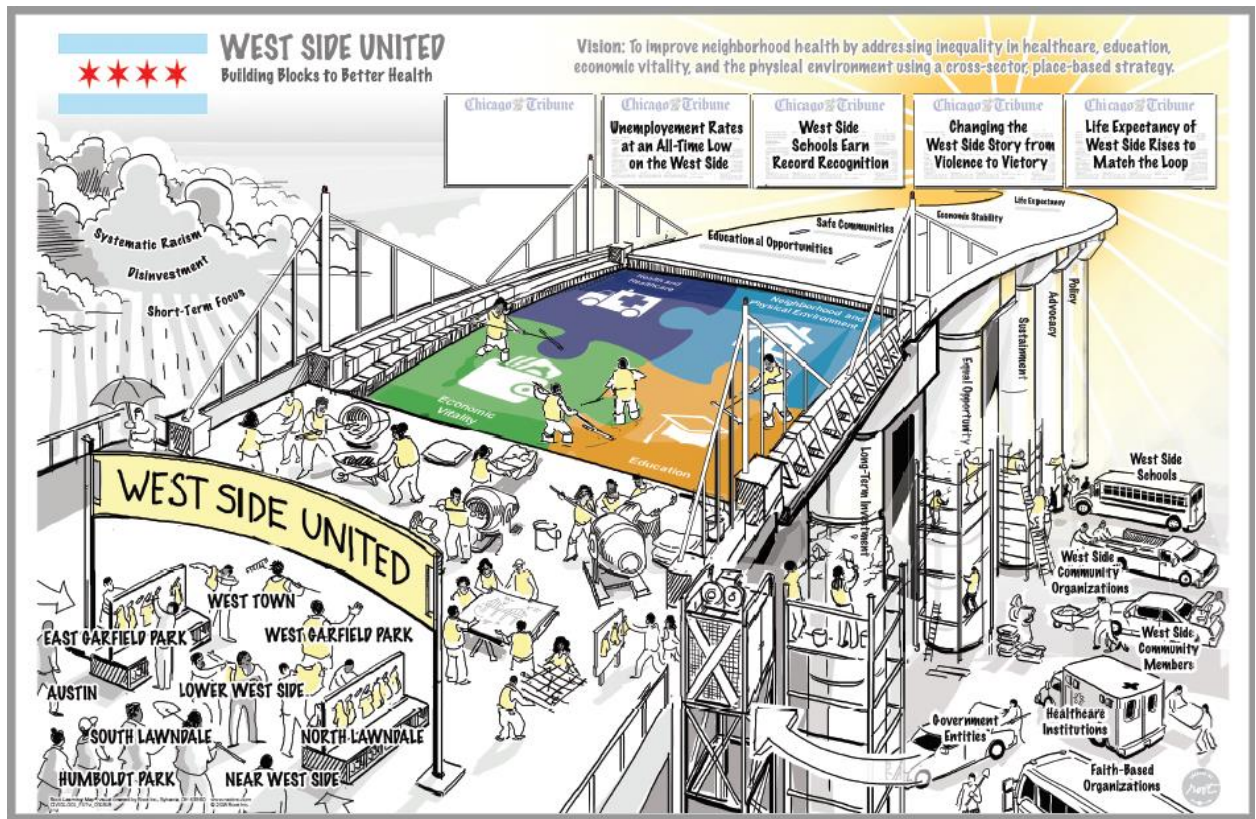 WEST SIDE UNITED
Building Blocks to Better Health
Vision: To improve neighborhood health by addressing inequality in healthcare, education,
economic vitality, and the physical environment using a cross-sector, place-based strategy.
Chicago Tribune
Chicago Tribune
Unemployement Rates
at an All-Time Low
on the West Side
Chicago Tribune
West Side
Schools Earn
Record Recognition
Chicago Tribune
Changing the
West Side Story from
Violence to Victory
Chicago Tribune
Life Expectancy of
West Side Rises to
Match the Loop
Systematic Racism
Disinvestment
Short-Term Focus
Life Expectancy
Economic Stability
Safe Communities
Educational Opportunities
Health and
Healthcare
Neighborhood and
Physical Environment
Economic
Vitality
Education
Policy
Advocacy
Sustainment
Equal Opportunity
Long-Term Investment
WEST SIDE UNITED
WEST TOWN
EAST GARFIELD PARK
WEST GARFIELD PARK
AUSTIN
LOWER WEST SIDE
SOUTH LAWNDALE
NORTH LAWNDALE
HUMBOLDT PARK
NEAR WEST SIDE
West Side
Schools
West Side
Community
Organizations
West Side
Community
Members
Government
Entities
Healthcare
Institutions
Faith-Based
Organizations
root